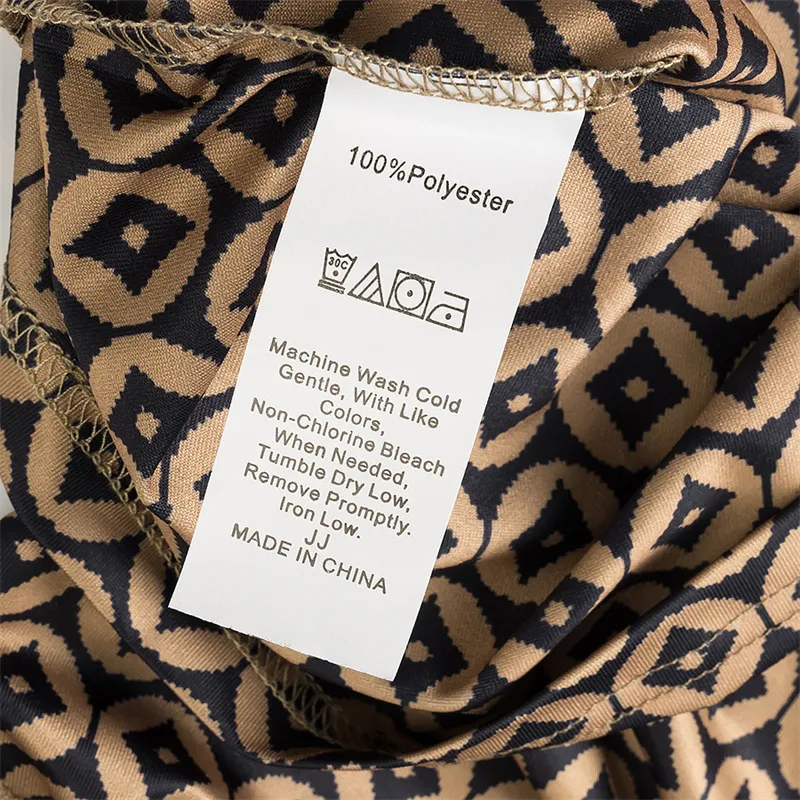 100%Polyester
30C
Machine Wash Cold
Gentle, With Like
Colors,
Non-Chlorine Bleach
When Needed,
Tumble Dry Low,
Remove Promptly.
Iron Low.
JJ
MADE IN CHINA